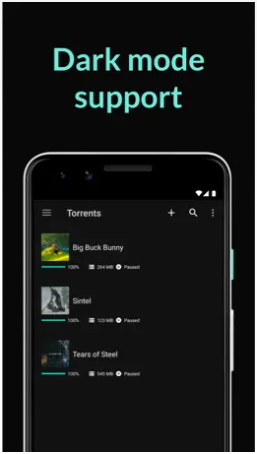 Dark mode
support
Torrents
Big Buck Bunny
100% 264 MB Paused
Sintel
100% 123 MB Paused
Tears of Steel
100% 545 MB Paused